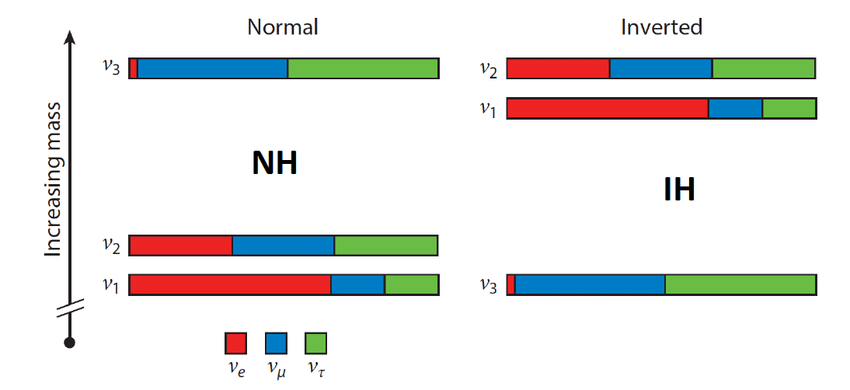 Normal
Inverted
Increasing mass
ν3
ν2
ν1
NH
ν2
ν1
IH
ν3
νe νμ ντ